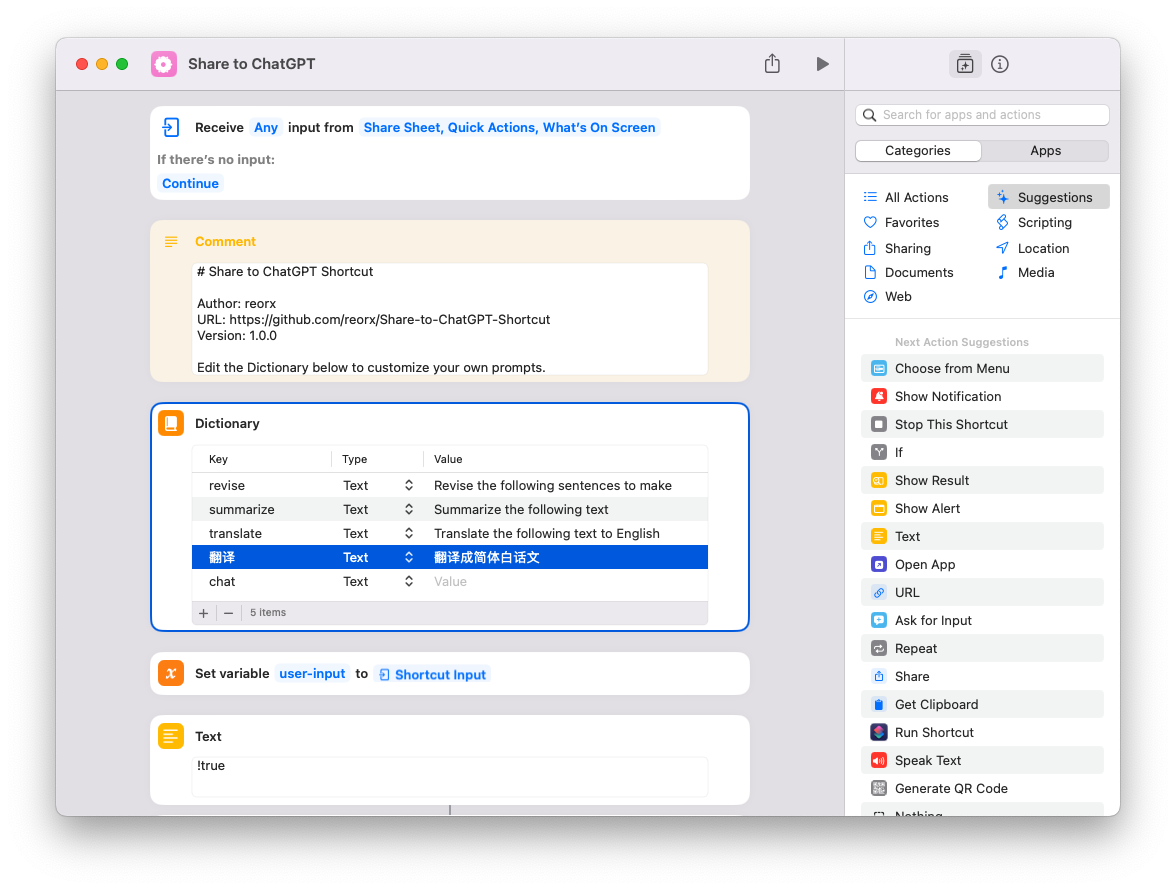 Share to ChatGPT
Receive Any input from Share Sheet, Quick Actions, What's On Screen
If there's no input:
Continue
Comment
# Share to ChatGPT Shortcut
Author: reorx
URL: https://github.com/reorx/Share-to-ChatGPT-Shortcut
Version: 1.0.0
Edit the Dictionary below to customize your own prompts.
Dictionary
Key Type Value
revise Text Revise the following sentences to make
summarize Text Summarize the following text
translate Text Translate the following text to English
翻译 Text 翻译成简体白话文
chat Text Value
+ − 5 items
Set variable user-input to Shortcut Input
Text
!true
Search for apps and actions
Categories Apps
All Actions Suggestions
Favorites Scripting
Sharing Location
Documents Media
Web
Next Action Suggestions
Choose from Menu
Show Notification
Stop This Shortcut
If
Show Result
Show Alert
Text
Open App
URL
Ask for Input
Repeat
Share
Get Clipboard
Run Shortcut
Speak Text
Generate QR Code
Nothing